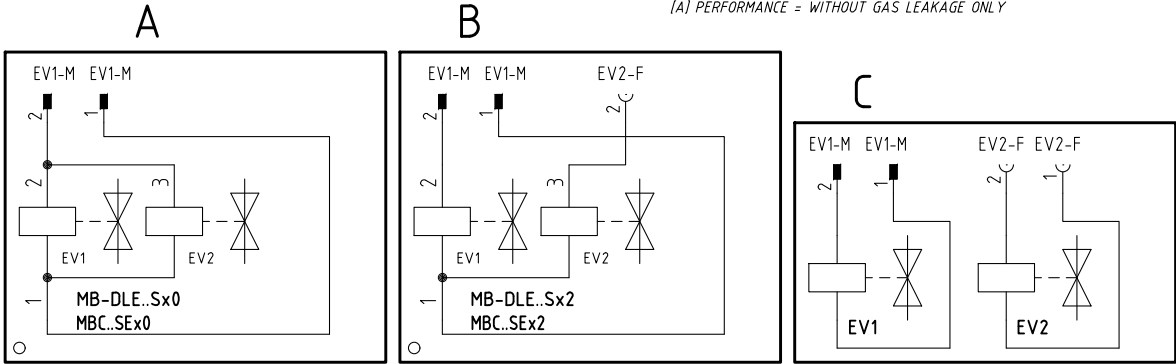 [A] PERFORMANCE = WITHOUT GAS LEAKAGE ONLY
A
EV1-M EV1-M
2 1
2 3
EV1 EV2
1
MB-DLE..Sx0
MBC..SEx0
B
EV1-M EV1-M EV2-F
2 1 2
2 3
EV1 EV2
1
MB-DLE..Sx2
MBC..SEx2
C
EV1-M EV1-M EV2-F EV2-F
2 1 2 1
EV1 EV2